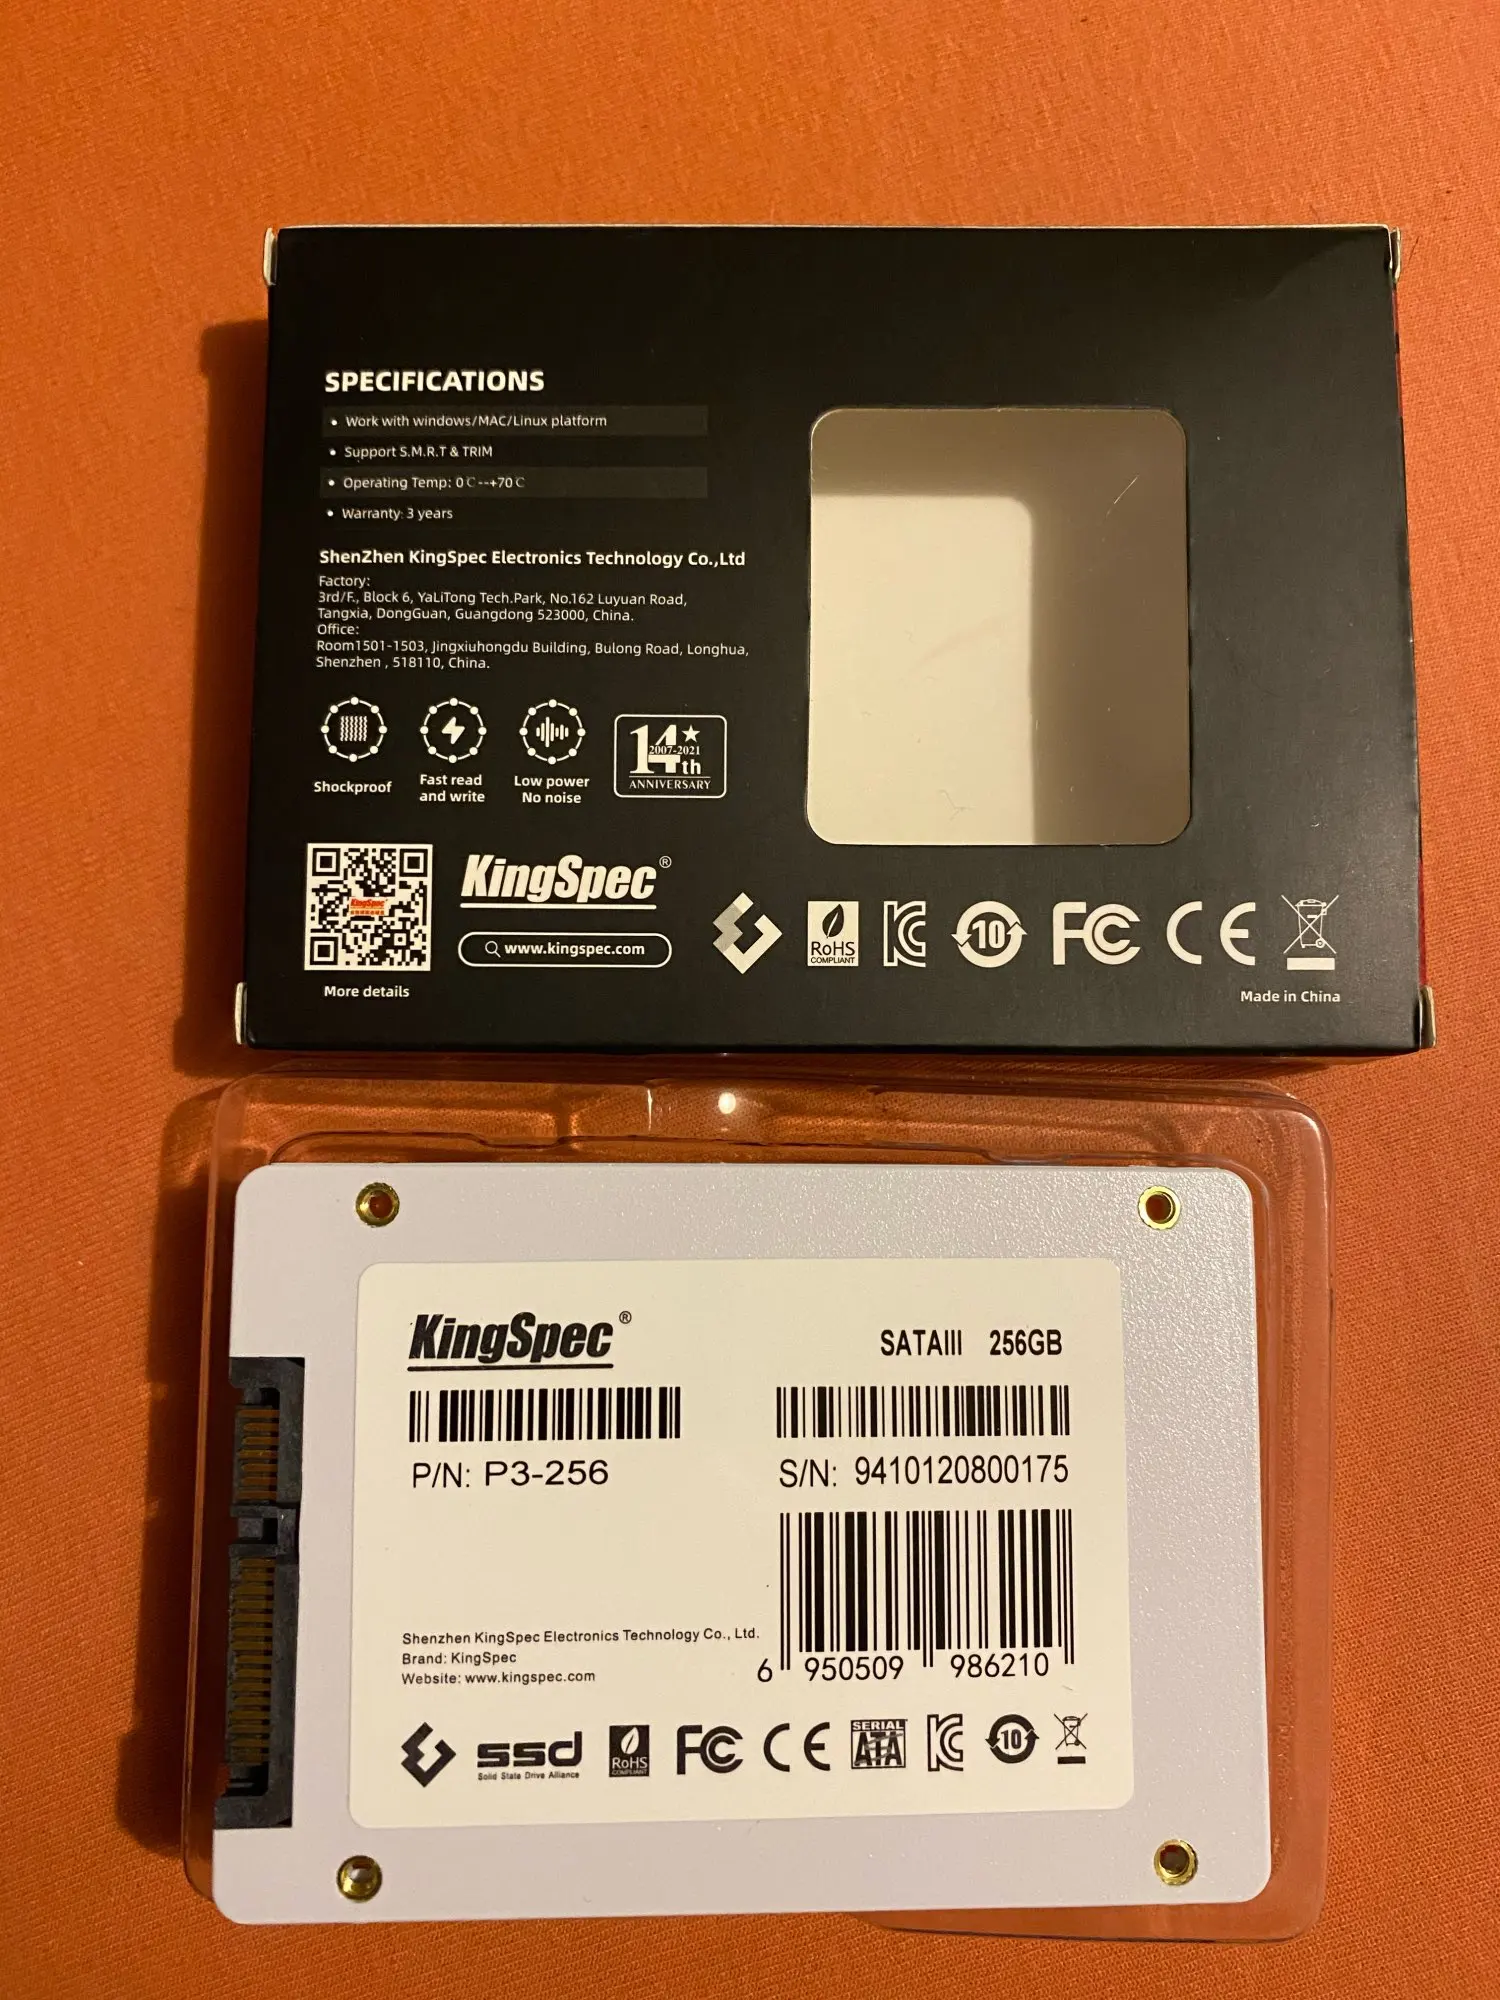 SPECIFICATIONS
• Work with windows/MAC/Linux platform
• Support S.M.R.T & TRIM
• Operating Temp: 0℃--+70℃
• Warranty: 3 years
ShenZhen KingSpec Electronics Technology Co.,Ltd
Factory:
3rd/F., Block 6, YaLiTong Tech.Park, No.162 Luyuan Road,
Tangxia, DongGuan, Guangdong 523000, China.
Office:
Room1501-1503, Jingxiuhongdu Building, Bulong Road, Longhua,
Shenzhen , 518110, China.
Shockproof
Fast read
and write
Low power
No noise
14th
2007-2021
ANNIVERSARY
KingSpec
More details
KingSpec®
www.kingspec.com
RoHS
COMPLIANT
10
FC
CE
Made in China
KingSpec®
SATAIII 256GB
P/N: P3-256
S/N: 9410120800175
6 950509 986210
Shenzhen KingSpec Electronics Technology Co., Ltd.
Brand: KingSpec
Website: www.kingspec.com
ssd
Solid State Drive Alliance
RoHS
COMPLIANT
FC
CE
SERIAL
ATA
10